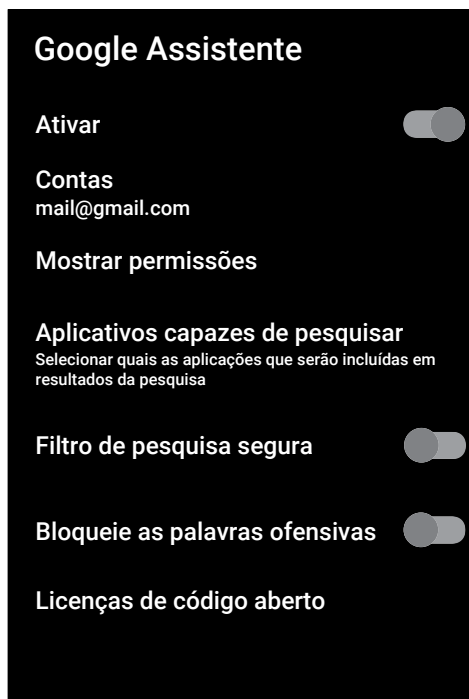 Google Assistente
Ativar
Contas
mail@gmail.com
Mostrar permissões
Aplicativos capazes de pesquisar
Selecionar quais as aplicações que serão incluídas em
resultados da pesquisa
Filtro de pesquisa segura
Bloqueie as palavras ofensivas
Licenças de código aberto